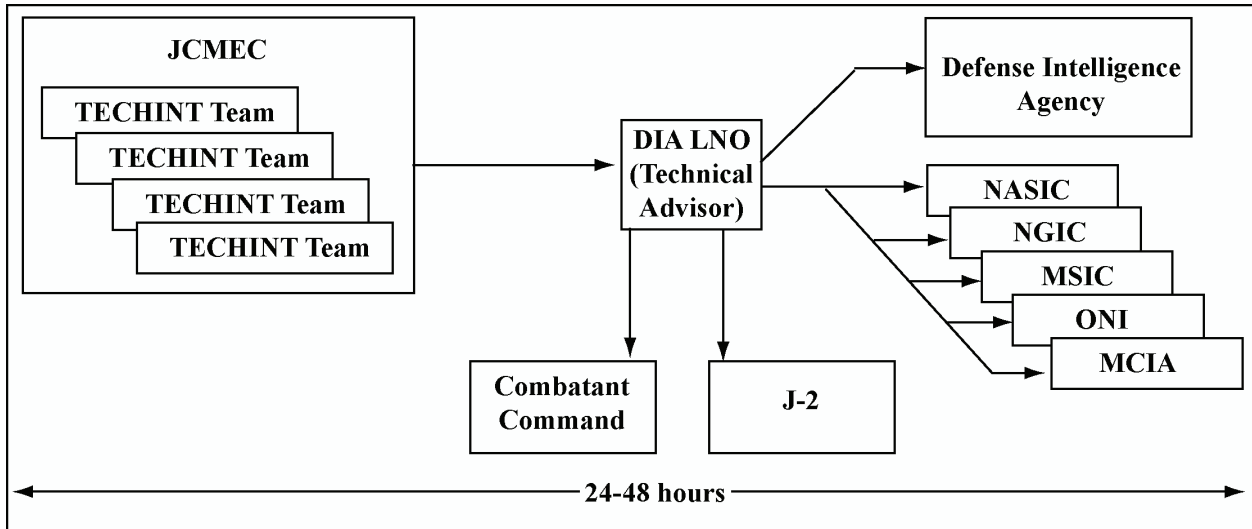 JCMEC
TECHINT Team
TECHINT Team
TECHINT Team
TECHINT Team
DIA LNO
(Technical
Advisor)
Defense Intelligence
Agency
NASIC
NGIC
MSIC
ONI
MCIA
Combatant
Command
J-2
24-48 hours